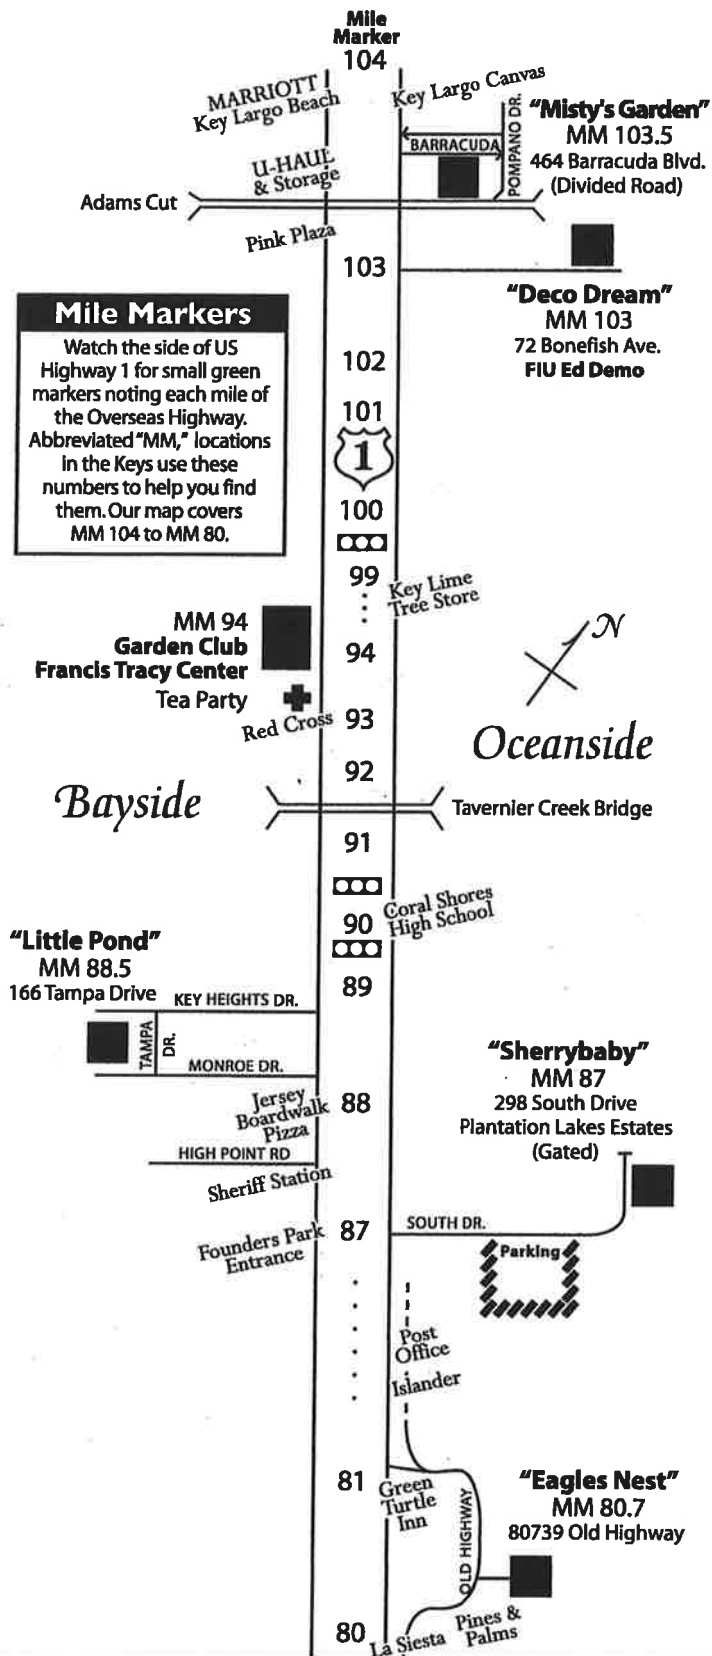 Mile
Marker
104
MARRIOTT
Key Largo Beach
Key Largo Canvas
"Misty's Garden"
MM 103.5
464 Barracuda Blvd.
(Divided Road)
BARRACUDA
POMPANO DR.
U-HAUL
& Storage
Adams Cut
Pink Plaza
103
"Deco Dream"
MM 103
72 Bonefish Ave.
FIU Ed Demo
Mile Markers
Watch the side of US
Highway 1 for small green
markers noting each mile of
the Overseas Highway.
Abbreviated "MM," locations
in the Keys use these
numbers to help you find
them. Our map covers
MM 104 to MM 80.
102
101
1
100
99
Key Lime
Tree Store
MM 94
Garden Club
Francis Tracy Center
Tea Party
94
N
Red Cross
93
Oceanside
92
Bayside
Tavernier Creek Bridge
91
Coral Shores
High School
90
"Little Pond"
MM 88.5
166 Tampa Drive
89
KEY HEIGHTS DR.
TAMPA
DR.
MONROE DR.
"Sherrybaby"
MM 87
298 South Drive
Plantation Lakes Estates
(Gated)
Jersey
Boardwalk
Pizza
88
HIGH POINT RD
Sheriff Station
87
SOUTH DR.
Founders Park
Entrance
Parking
Post
Office
Islander
81
Green
Turtle
Inn
OLD HIGHWAY
"Eagles Nest"
MM 80.7
80739 Old Highway
80
La Siesta
Pines &
Palms